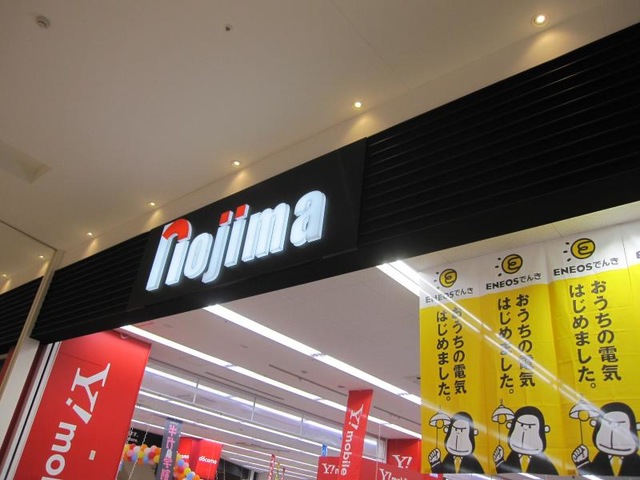 nojima
ENEOSでんき
おうちの電気
はじめました。
ENEOSでんき
おうちの電気
はじめました。
ENEOSでんき
おうちの電気
はじめました。
Y!mobi
Y!mobile
Y!
docomo